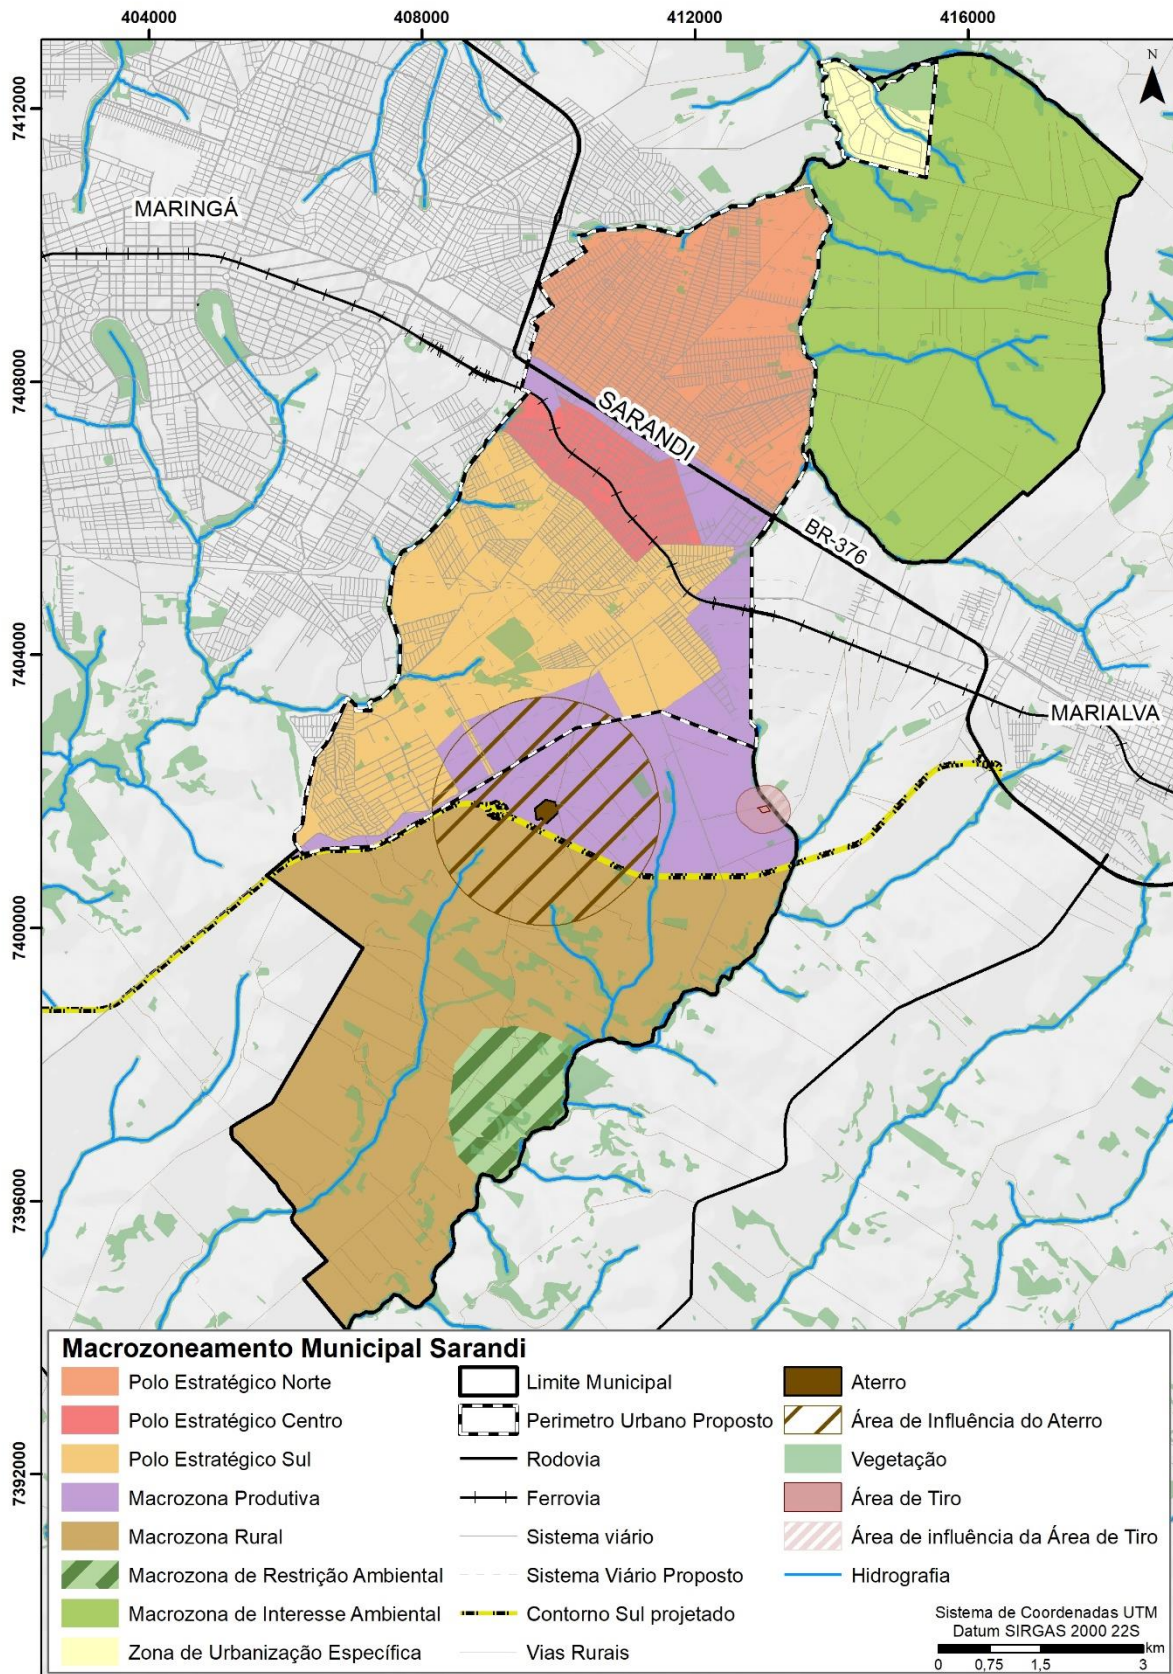 404000
408000
412000
416000
N
7412000
MARINGÁ
7408000
SARANDI
BR-376
7404000
MARIALVA
7400000
7396000
7392000
Macrozoneamento Municipal Sarandi
Polo Estratégico Norte
Polo Estratégico Centro
Polo Estratégico Sul
Macrozona Produtiva
Macrozona Rural
Macrozona de Restrição Ambiental
Macrozona de Interesse Ambiental
Zona de Urbanização Específica
Limite Municipal
Perimetro Urbano Proposto
Rodovia
Ferrovia
Sistema viário
Sistema Viário Proposto
Contorno Sul projetado
Vias Rurais
Aterro
Área de Influência do Aterro
Vegetação
Área de Tiro
Área de influência da Área de Tiro
Hidrografia
Sistema de Coordenadas UTM
Datum SIRGAS 2000 22S
km
0 0,75 1,5 3